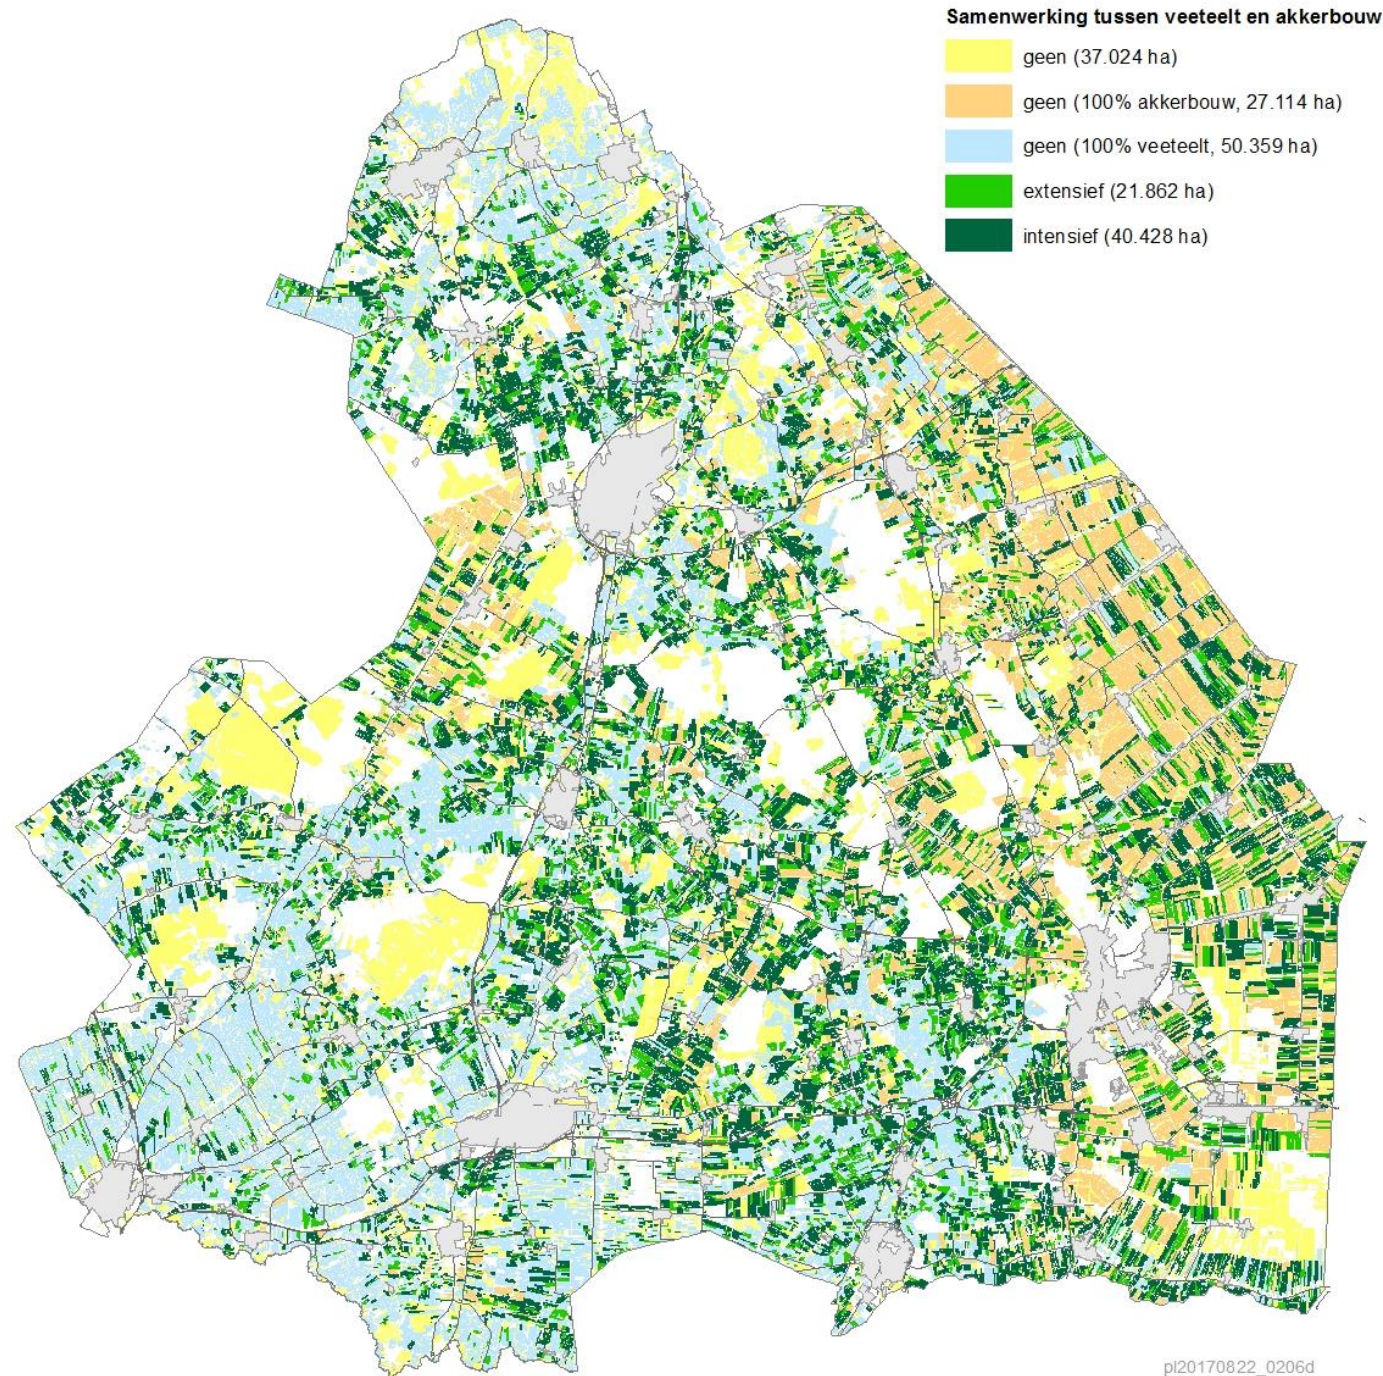 Samenwerking tussen veeteelt en akkerbouw
geen (37.024 ha)
geen (100% akkerbouw, 27.114 ha)
geen (100% veeteelt, 50.359 ha)
extensief (21.862 ha)
intensief (40.428 ha)
pl20170822_0206d